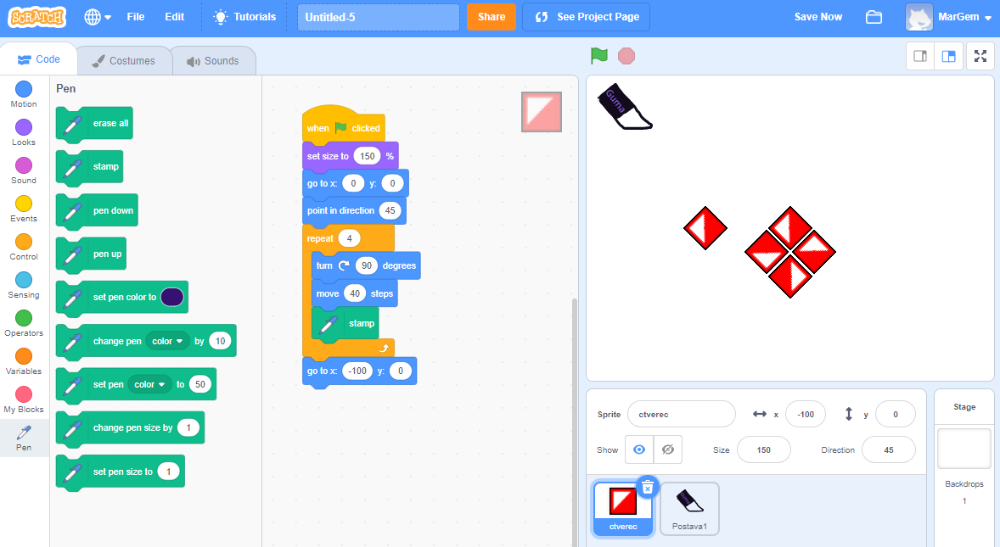 SCRATCH File Edit Tutorials Untitled-5 Share See Project Page Save Now MarGem
Code Costumes Sounds
Motion
Looks
Sound
Events
Control
Sensing
Operators
Variables
My Blocks
Pen
Pen
erase all
stamp
pen down
pen up
set pen color to
change pen color by 10
set pen color to 50
change pen size by 1
set pen size to 1
when clicked
set size to 150 %
go to x: 0 y: 0
point in direction 45
repeat 4
turn 90 degrees
move 40 steps
stamp
go to x: -100 y: 0
Guma
Sprite ctverec x -100 y 0
Show Size 150 Direction 45
ctverec
Postava1
Stage
Backdrops
1